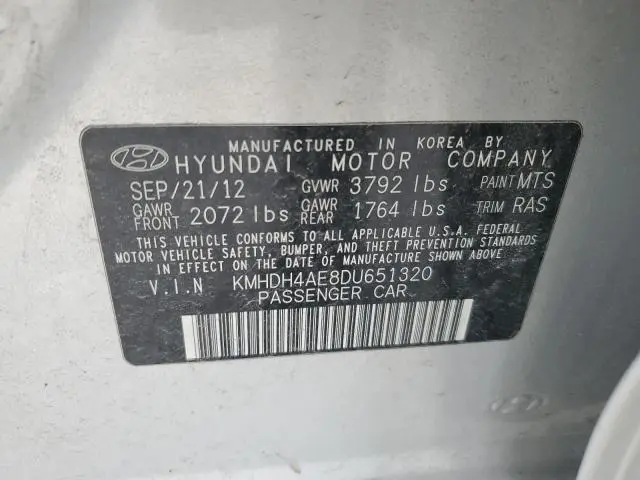 MANUFACTURED IN KOREA BY
HYUNDAI MOTOR COMPANY
SEP/21/12 GVWR 3792 lbs PAINT MTS
GAWR FRONT 2072 lbs GAWR REAR 1764 lbs TRIM RAS
THIS VEHICLE CONFORMS TO ALL APPLICABLE U.S.A. FEDERAL
MOTOR VEHICLE SAFETY, BUMPER, AND THEFT PREVENTION STANDARDS
IN EFFECT ON THE DATE OF MANUFACTURE SHOWN ABOVE
V.I.N KMHDH4AE8DU651320
PASSENGER CAR